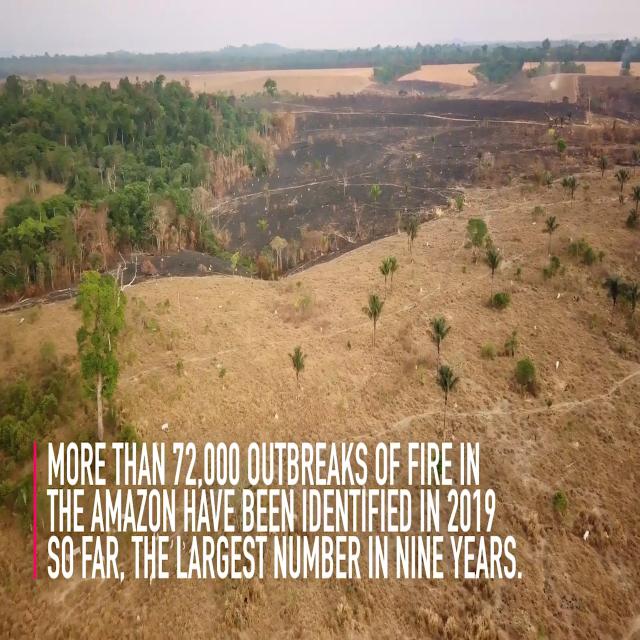 MORE THAN 72,000 OUTBREAKS OF FIRE IN
THE AMAZON HAVE BEEN IDENTIFIED IN 2019
SO FAR, THE LARGEST NUMBER IN NINE YEARS.